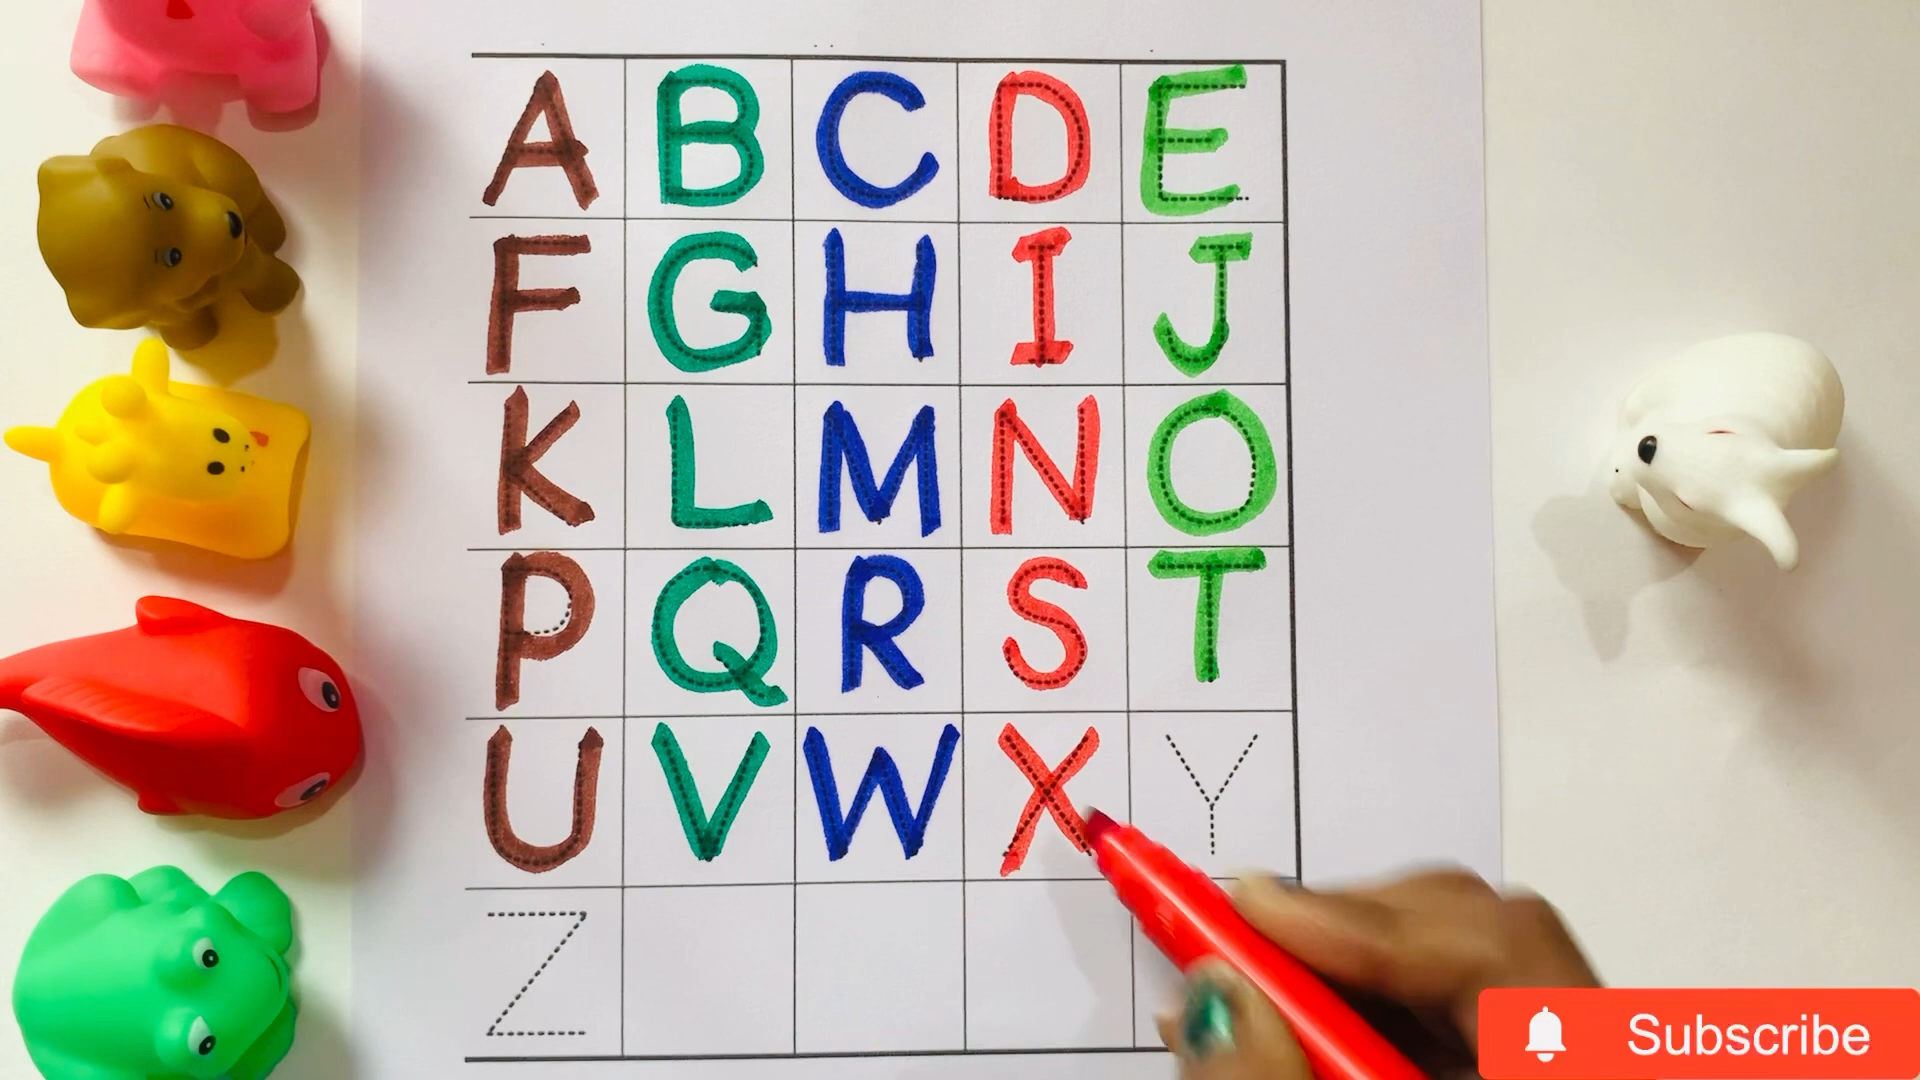 A B C D E
F G H I J
K L M N O
P Q R S T
U V W X Y
Z
Subscribe